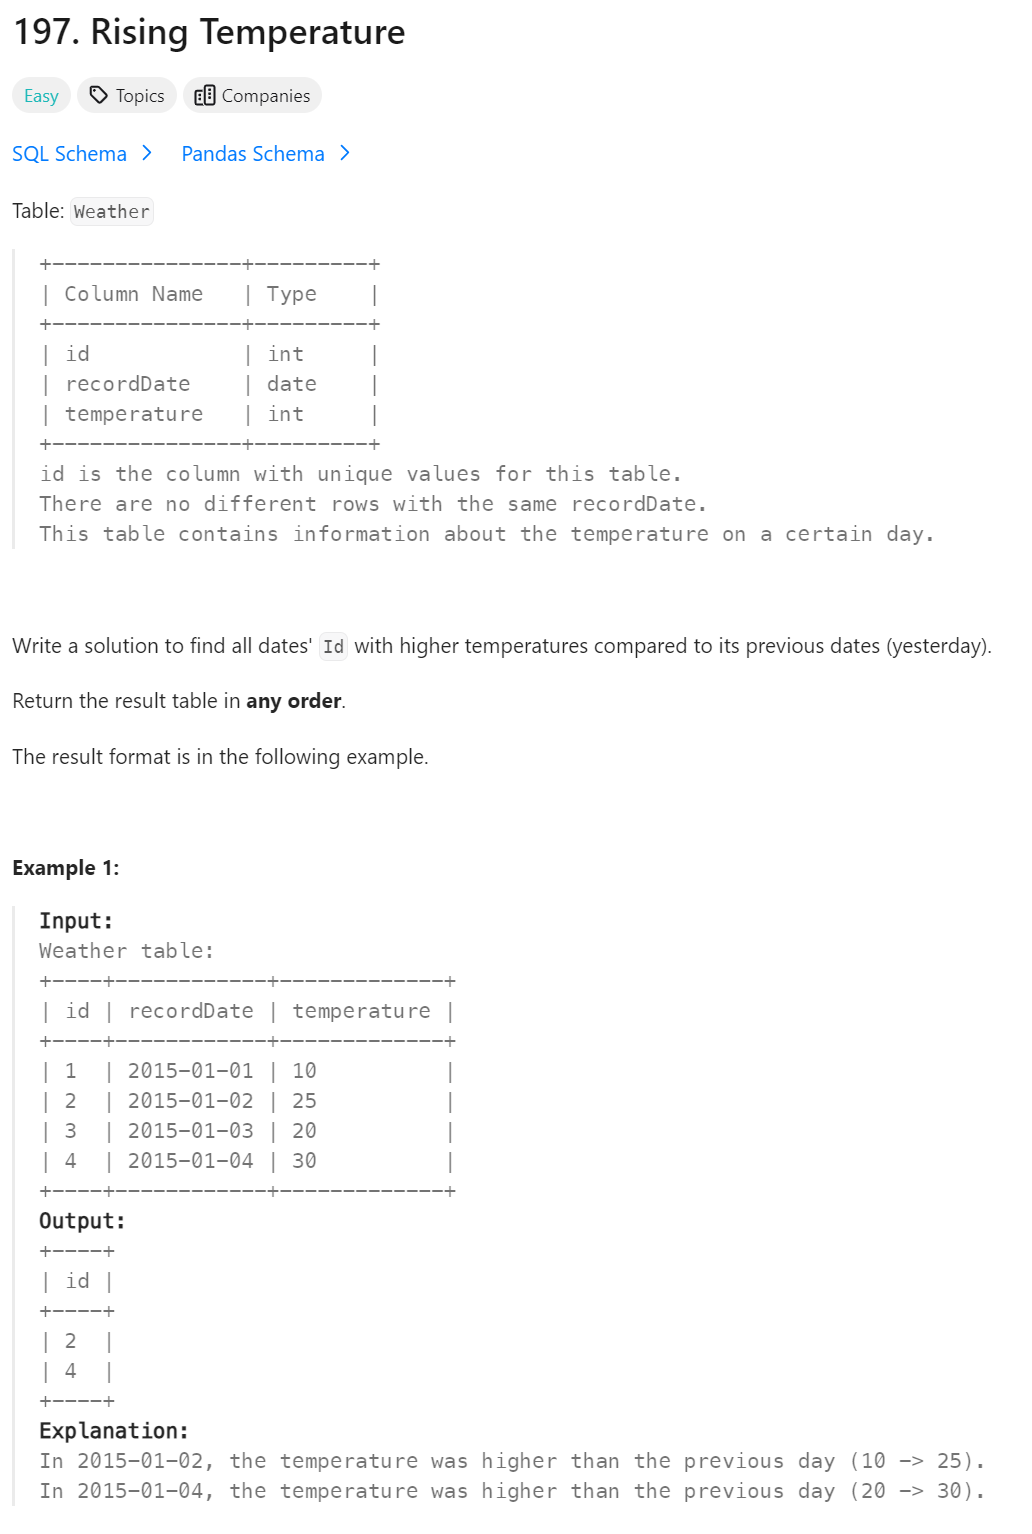 197. Rising Temperature
Easy Topics Companies
SQL Schema > Pandas Schema >
Table: Weather
+---------------+---------+
| Column Name   | Type    |
+---------------+---------+
| id            | int     |
| recordDate    | date    |
| temperature   | int     |
+---------------+---------+
id is the column with unique values for this table.
There are no different rows with the same recordDate.
This table contains information about the temperature on a certain day.
Write a solution to find all dates' Id with higher temperatures compared to its previous dates (yesterday).
Return the result table in any order.
The result format is in the following example.
Example 1:
Input:
Weather table:
+----+------------+-------------+
| id | recordDate | temperature |
+----+------------+-------------+
| 1  | 2015-01-01 | 10          |
| 2  | 2015-01-02 | 25          |
| 3  | 2015-01-03 | 20          |
| 4  | 2015-01-04 | 30          |
+----+------------+-------------+
Output:
+----+
| id |
+----+
| 2  |
| 4  |
+----+
Explanation:
In 2015-01-02, the temperature was higher than the previous day (10 -> 25).
In 2015-01-04, the temperature was higher than the previous day (20 -> 30).